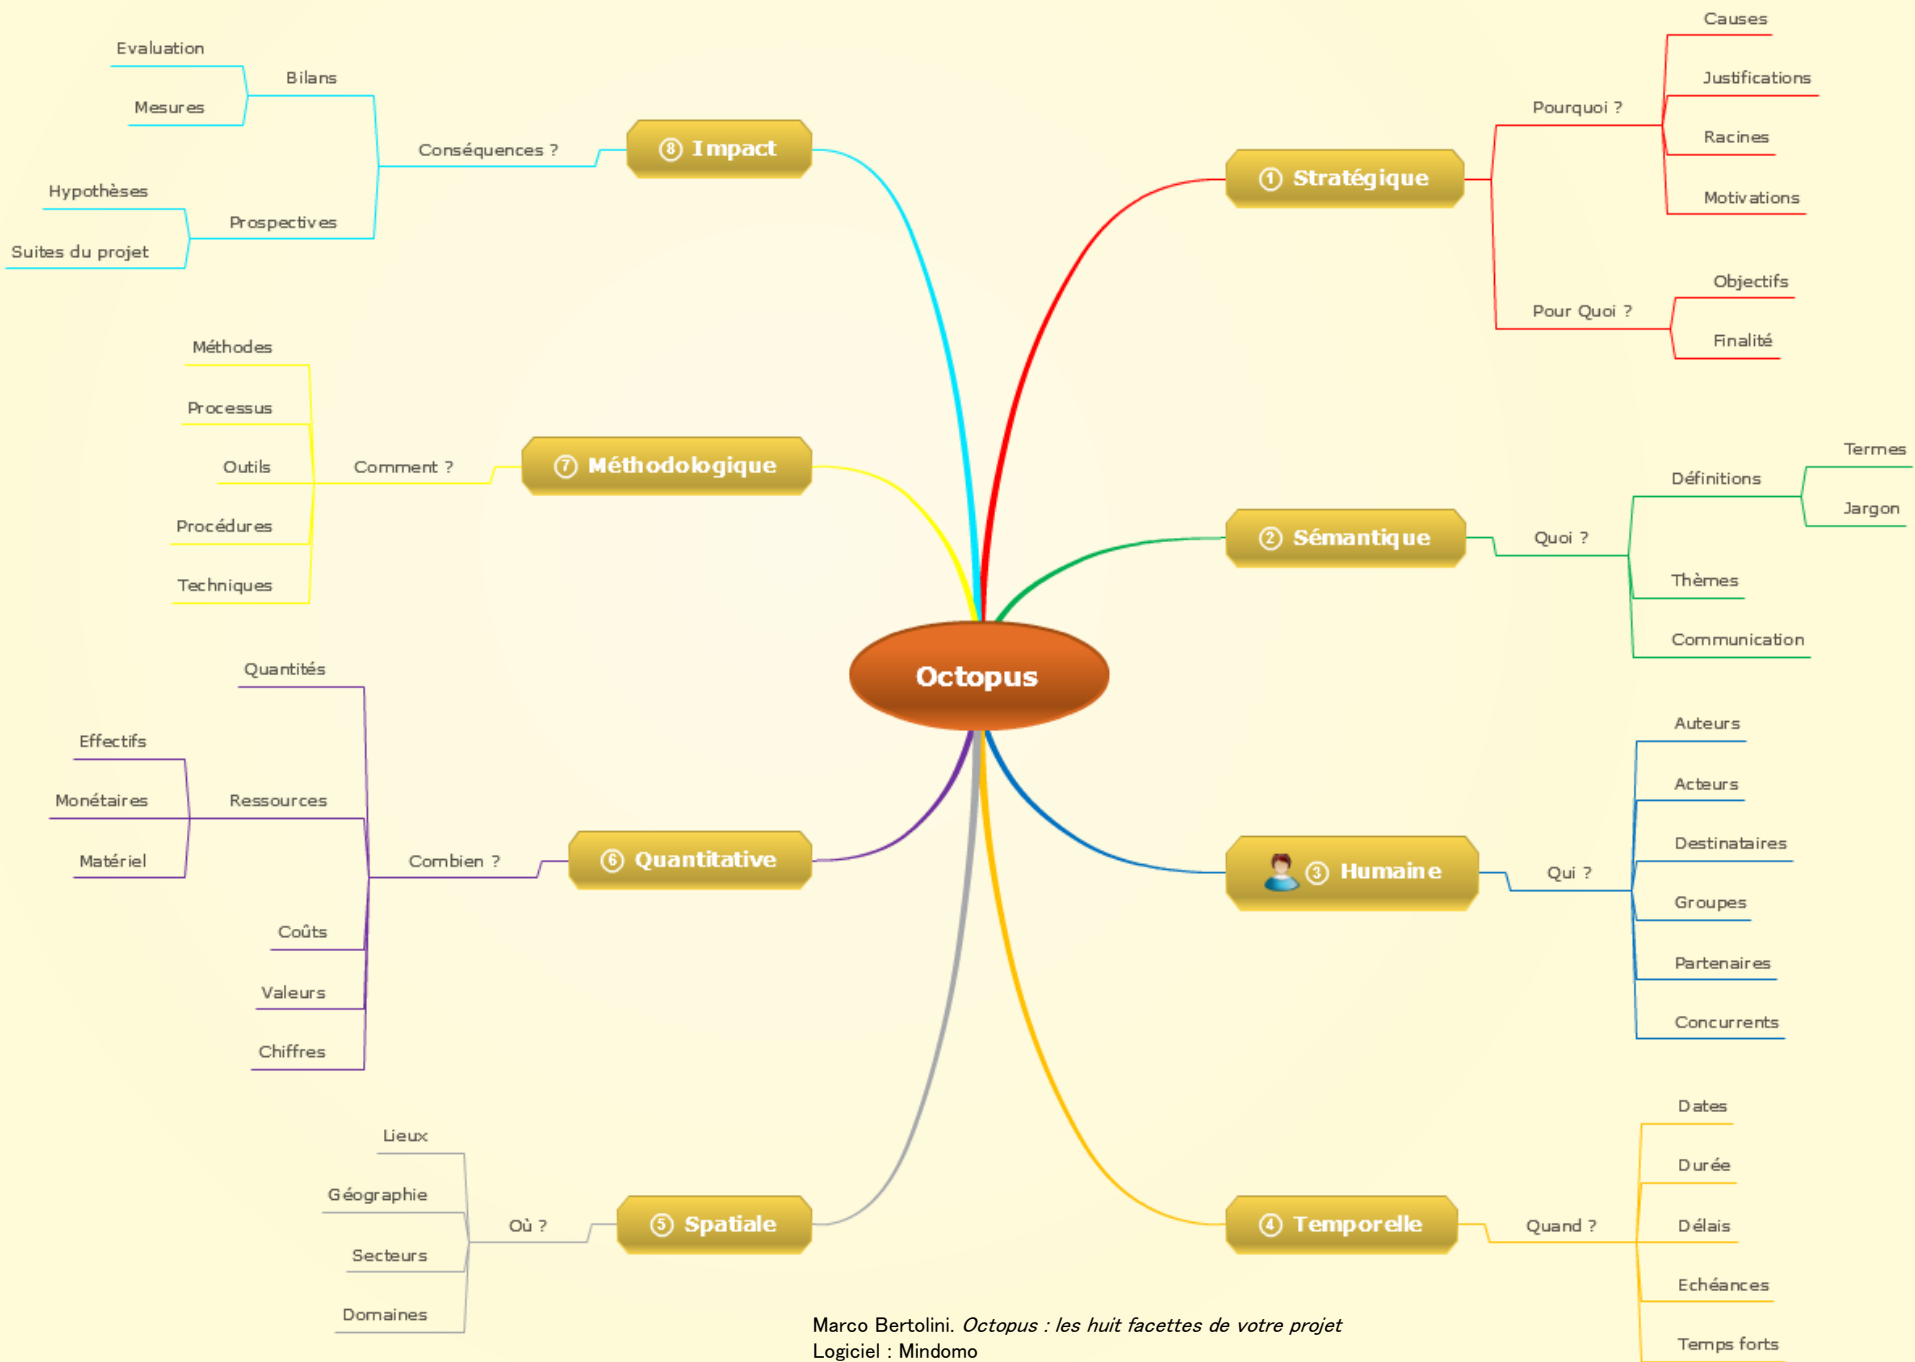 Octopus
① Stratégique
Pourquoi ?
Causes
Justifications
Racines
Motivations
Pour Quoi ?
Objectifs
Finalité
② Sémantique
Quoi ?
Définitions
Termes
Jargon
Thèmes
Communication
③ Humaine
Qui ?
Auteurs
Acteurs
Destinataires
Groupes
Partenaires
Concurrents
④ Temporelle
Quand ?
Dates
Durée
Délais
Echéances
Temps forts
⑤ Spatiale
Où ?
Lieux
Géographie
Secteurs
Domaines
⑥ Quantitative
Combien ?
Quantités
Ressources
Effectifs
Monétaires
Matériel
Coûts
Valeurs
Chiffres
⑦ Méthodologique
Comment ?
Méthodes
Processus
Outils
Procédures
Techniques
⑧ Impact
Conséquences ?
Bilans
Evaluation
Mesures
Prospectives
Hypothèses
Suites du projet
Marco Bertolini. Octopus : les huit facettes de votre projet
Logiciel : Mindomo